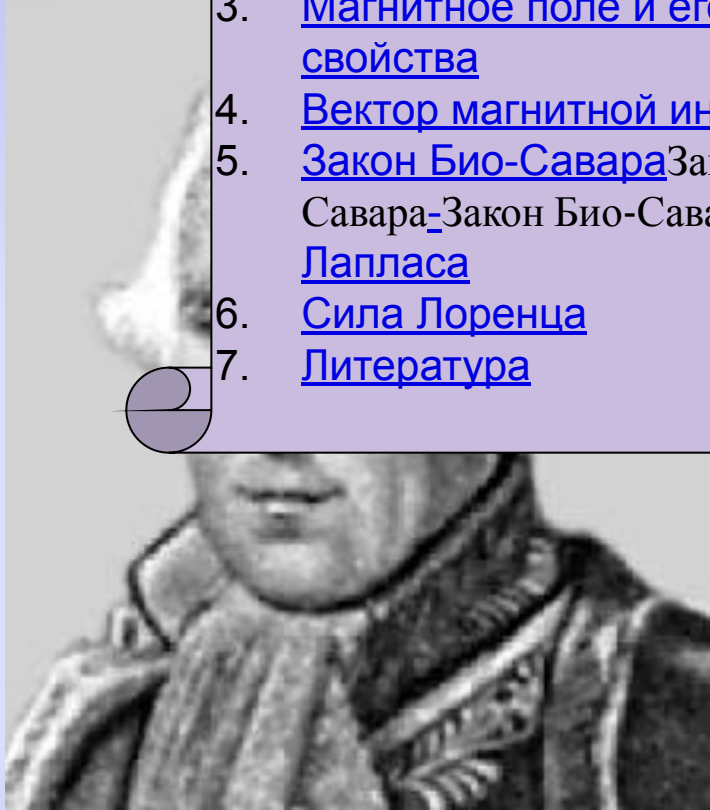 3. Магнитное поле и его
свойства
4. Вектор магнитной ин
5. Закон Био-СавараЗак
Савара-Закон Био-Сава
Лапласа
6. Сила Лоренца
7. Литература